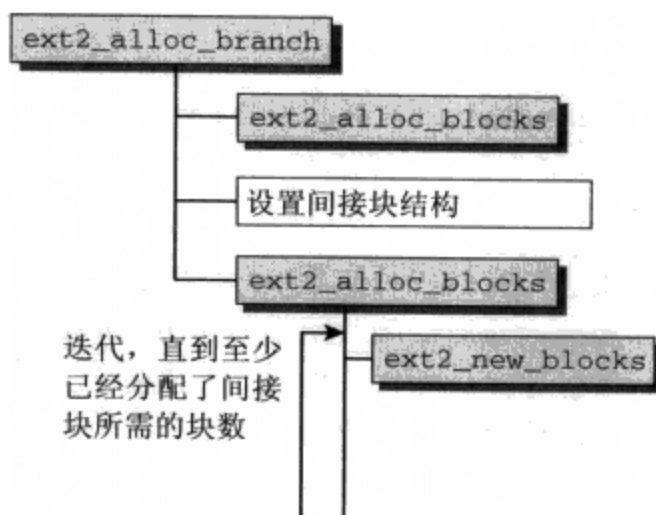 ext2_alloc_branch
ext2_alloc_blocks
设置间接块结构
ext2_alloc_blocks
迭代，直到至少
已经分配了间接
块所需的块数
ext2_new_blocks